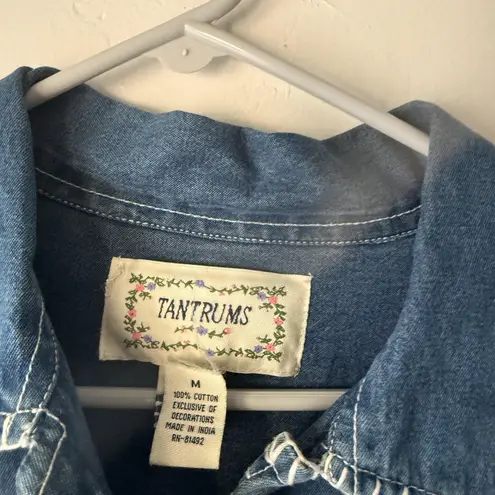 TANTRUMS
M
100% COTTON
EXCLUSIVE OF
DECORATIONS
MADE IN INDIA
RN-81492